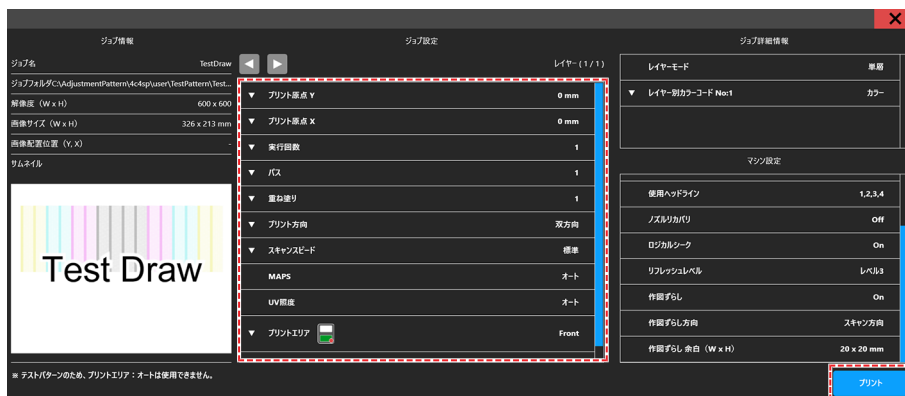 ジョブ情報
ジョブ名 TestDraw
ジョブフォルダC:\AdjustmentPattern\4c4sp\user\TestPattern\Test...
解像度（W x H） 600 x 600
画像サイズ（W x H） 326 x 213 mm
画像配置位置（Y, X） -
サムネイル
Test Draw
※ テストパターンのため、プリントエリア：オートは使用できません。
ジョブ設定
レイヤー ( 1 / 1 )
▼ プリント原点 Y 0 mm
▼ プリント原点 X 0 mm
▼ 実行回数 1
▼ パス 1
▼ 重ね塗り 1
▼ プリント方向 双方向
▼ スキャンスピード 標準
MAPS オート
UV照度 オート
▼ プリントエリア Front
ジョブ詳細情報
レイヤーモード 単層
▼ レイヤー別カラーコード No:1 カラー
マシン設定
使用ヘッドライン 1,2,3,4
ノズルリカバリ Off
ロジカルシーク On
リフレッシュレベル レベル3
作図ずらし On
作図ずらし方向 スキャン方向
作図ずらし 余白（W x H） 20 x 20 mm
プリント